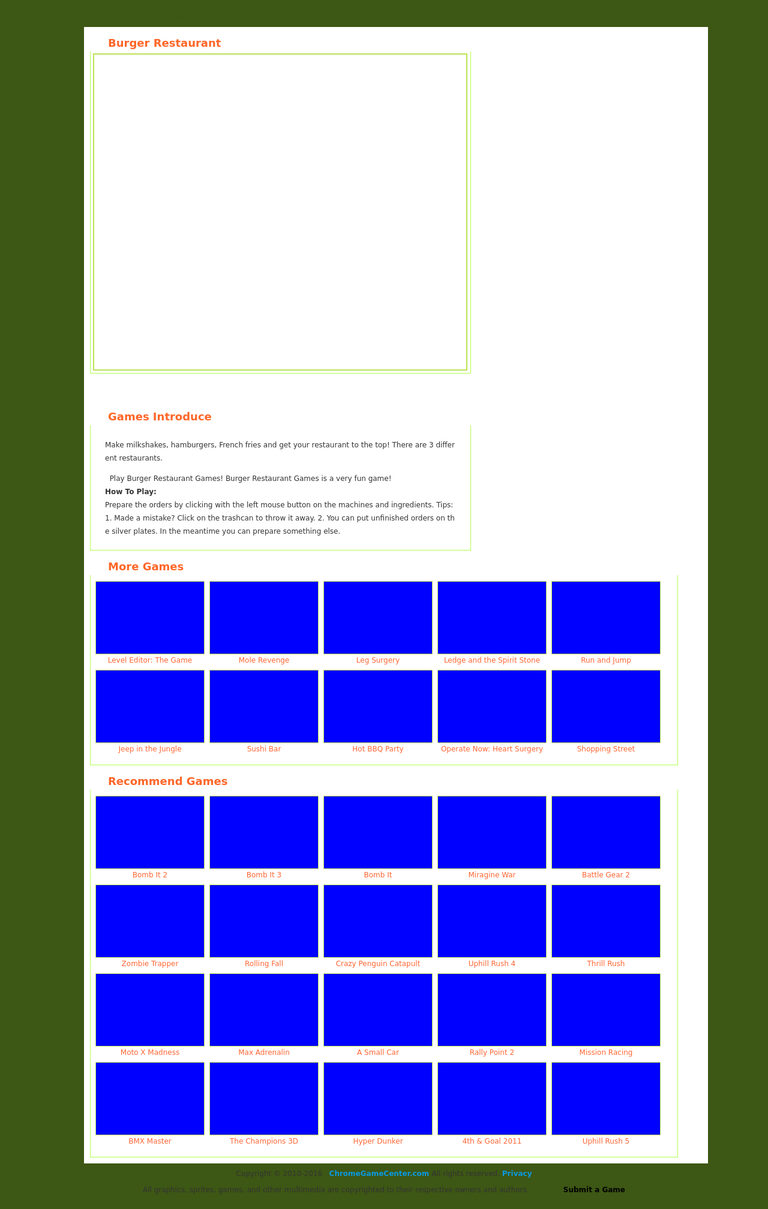 Burger Restaurant
Games Introduce
Make milkshakes, hamburgers, French fries and get your restaurant to the top! There are 3 differ
ent restaurants.
Play Burger Restaurant Games! Burger Restaurant Games is a very fun game!
How To Play:
Prepare the orders by clicking with the left mouse button on the machines and ingredients. Tips:
1. Made a mistake? Click on the trashcan to throw it away. 2. You can put unfinished orders on th
e silver plates. In the meantime you can prepare something else.
More Games
Level Editor: The Game Mole Revenge Leg Surgery Ledge and the Spirit Stone Run and Jump
Jeep in the Jungle Sushi Bar Hot BBQ Party Operate Now: Heart Surgery Shopping Street
Recommend Games
Bomb It 2 Bomb It 3 Bomb It Miragine War Battle Gear 2
Zombie Trapper Rolling Fall Crazy Penguin Catapult Uphill Rush 4 Thrill Rush
Moto X Madness Max Adrenalin A Small Car Rally Point 2 Mission Racing
BMX Master The Champions 3D Hyper Dunker 4th & Goal 2011 Uphill Rush 5
Copyright © 2010-2016 ChromeGameCenter.com All rights reserved. Privacy
All graphics, sprites, games, and other multimedia are copyrighted to their respective owners and authors. Submit a Game